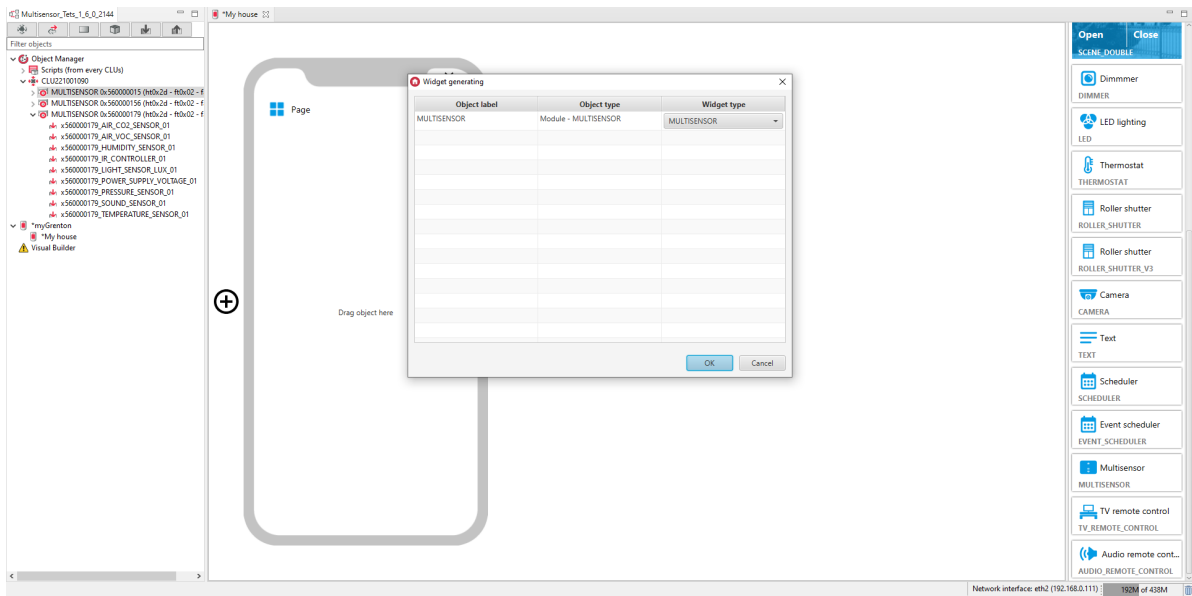 Multisensor_Tets_1_6_0_2144
*My house
Filter objects
Object Manager
Scripts (from every CLUs)
CLU221001090
MULTISENSOR 0x560000015 (ht0x2d - ft0x02 - f
MULTISENSOR 0x560000156 (ht0x2d - ft0x02 - f
MULTISENSOR 0x560000179 (ht0x2d - ft0x02 - f
x560000179_AIR_CO2_SENSOR_01
x560000179_AIR_VOC_SENSOR_01
x560000179_HUMIDITY_SENSOR_01
x560000179_IR_CONTROLLER_01
x560000179_LIGHT_SENSOR_LUX_01
x560000179_POWER_SUPPLY_VOLTAGE_01
x560000179_PRESSURE_SENSOR_01
x560000179_SOUND_SENSOR_01
x560000179_TEMPERATURE_SENSOR_01
*myGrenton
*My house
Visual Builder
Page
Drag object here
Widget generating
Object label Object type Widget type
MULTISENSOR Module - MULTISENSOR MULTISENSOR
OK Cancel
Open Close
SCENE_DOUBLE
Dimmmer
DIMMER
LED lighting
LED
Thermostat
THERMOSTAT
Roller shutter
ROLLER_SHUTTER
Roller shutter
ROLLER_SHUTTER_V3
Camera
CAMERA
Text
TEXT
Scheduler
SCHEDULER
Event scheduler
EVENT_SCHEDULER
Multisensor
MULTISENSOR
TV remote control
TV_REMOTE_CONTROL
Audio remote cont...
AUDIO_REMOTE_CONTROL
Network interface: eth2 (192.168.0.111) 192M of 438M